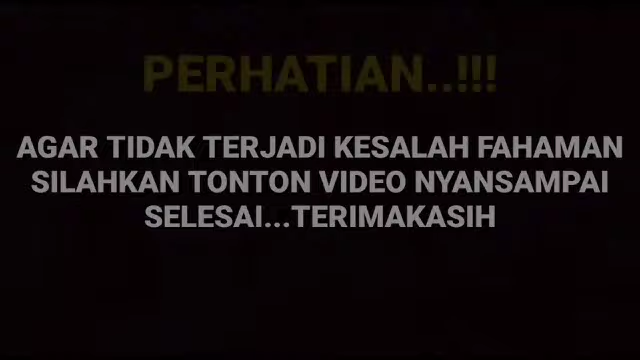 PERHATIAN..!!!
AGAR TIDAK TERJADI KESALAH FAHAMAN
SILAHKAN TONTON VIDEO NYANSAMPAI
SELESAI...TERIMAKASIH